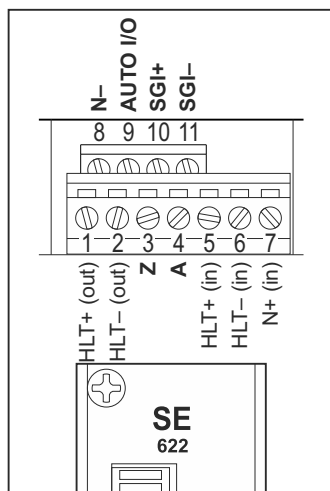 N–
AUTO I/O
SGI+
SGI–
8 9 10 11
1 2 3 4 5 6 7
HLT+ (out)
HLT– (out)
Z
A
HLT+ (in)
HLT– (in)
N+ (in)
SE
622